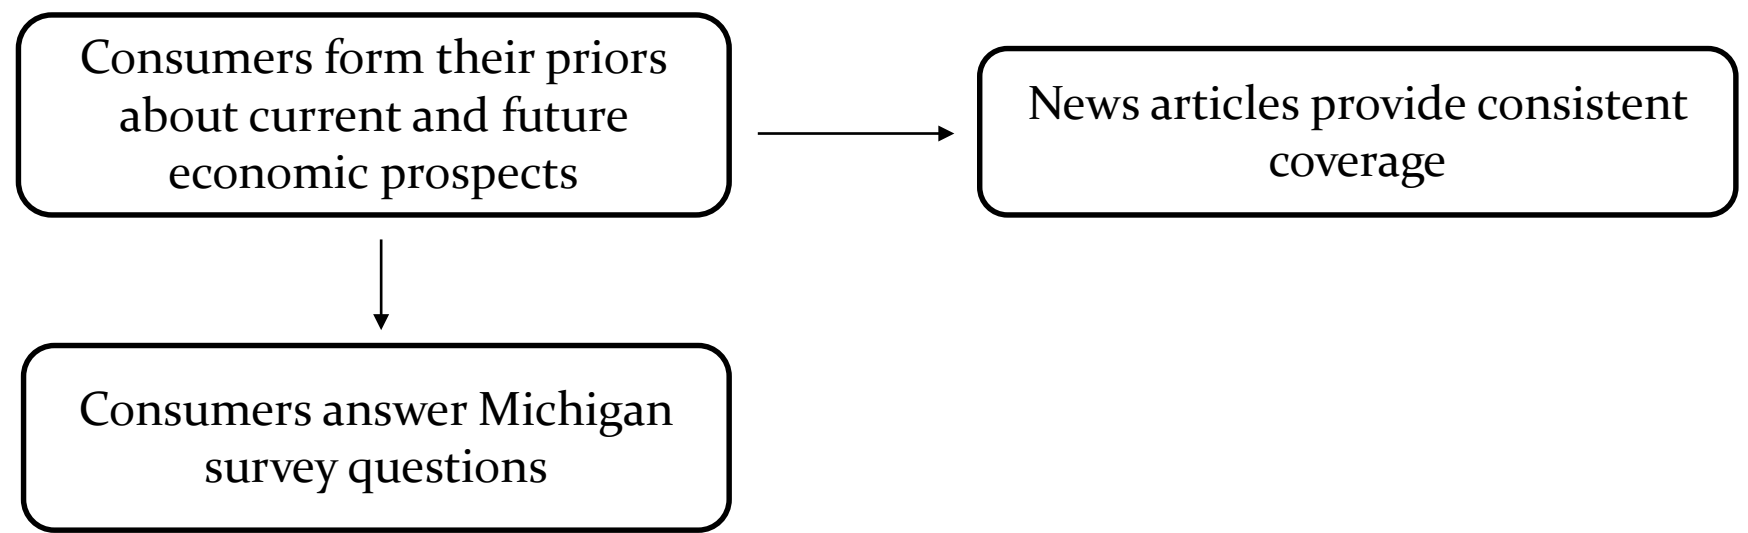 Consumers form their priors
about current and future
economic prospects
News articles provide consistent
coverage
Consumers answer Michigan
survey questions